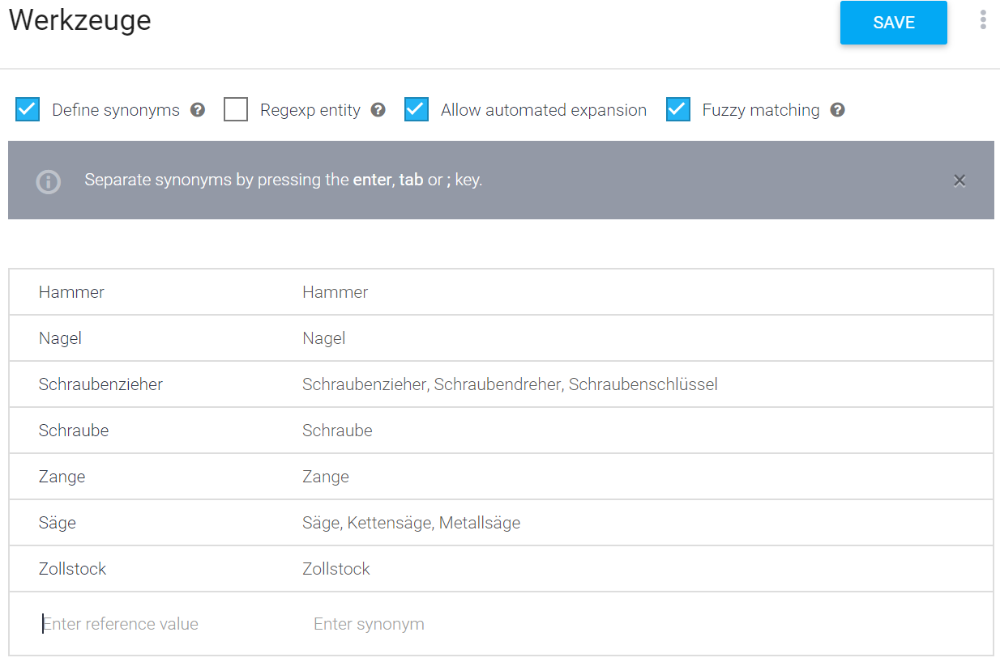 Werkzeuge SAVE
Define synonyms ? Regexp entity ? Allow automated expansion Fuzzy matching ?
Separate synonyms by pressing the enter, tab or ; key.
Hammer Hammer
Nagel Nagel
Schraubenzieher Schraubenzieher, Schraubendreher, Schraubenschlüssel
Schraube Schraube
Zange Zange
Säge Säge, Kettensäge, Metallsäge
Zollstock Zollstock
Enter reference value Enter synonym